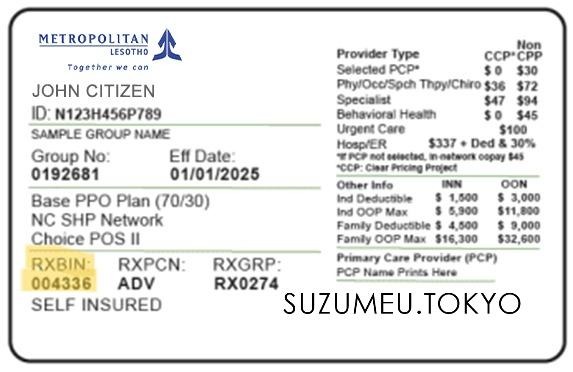 METROPOLITAN
LESOTHO
Together we can
JOHN CITIZEN
ID: N123H456P789
SAMPLE GROUP NAME
Group No: Eff Date:
0192681 01/01/2025
Base PPO Plan (70/30)
NC SHP Network
Choice POS II
RXBIN: RXPCN: RXGRP:
004336 ADV RX0274
SELF INSURED
Non
Provider Type CCP* CPP
Selected PCP* $ 0 $30
Phy/Occ/Spch Thpy/Chiro $36 $72
Specialist $47 $94
Behavioral Health $ 0 $45
Urgent Care $100
Hosp/ER $337 + Ded & 30%
*If PCP not selected, in-network copay $45
*CCP: Clear Pricing Project
Other Info INN OON
Ind Deductible $ 1,500 $ 3,000
Ind OOP Max $ 5,900 $11,800
Family Deductible $ 4,500 $ 9,000
Family OOP Max $16,300 $32,600
Primary Care Provider (PCP)
PCP Name Prints Here
SUZUMEU.TOKYO